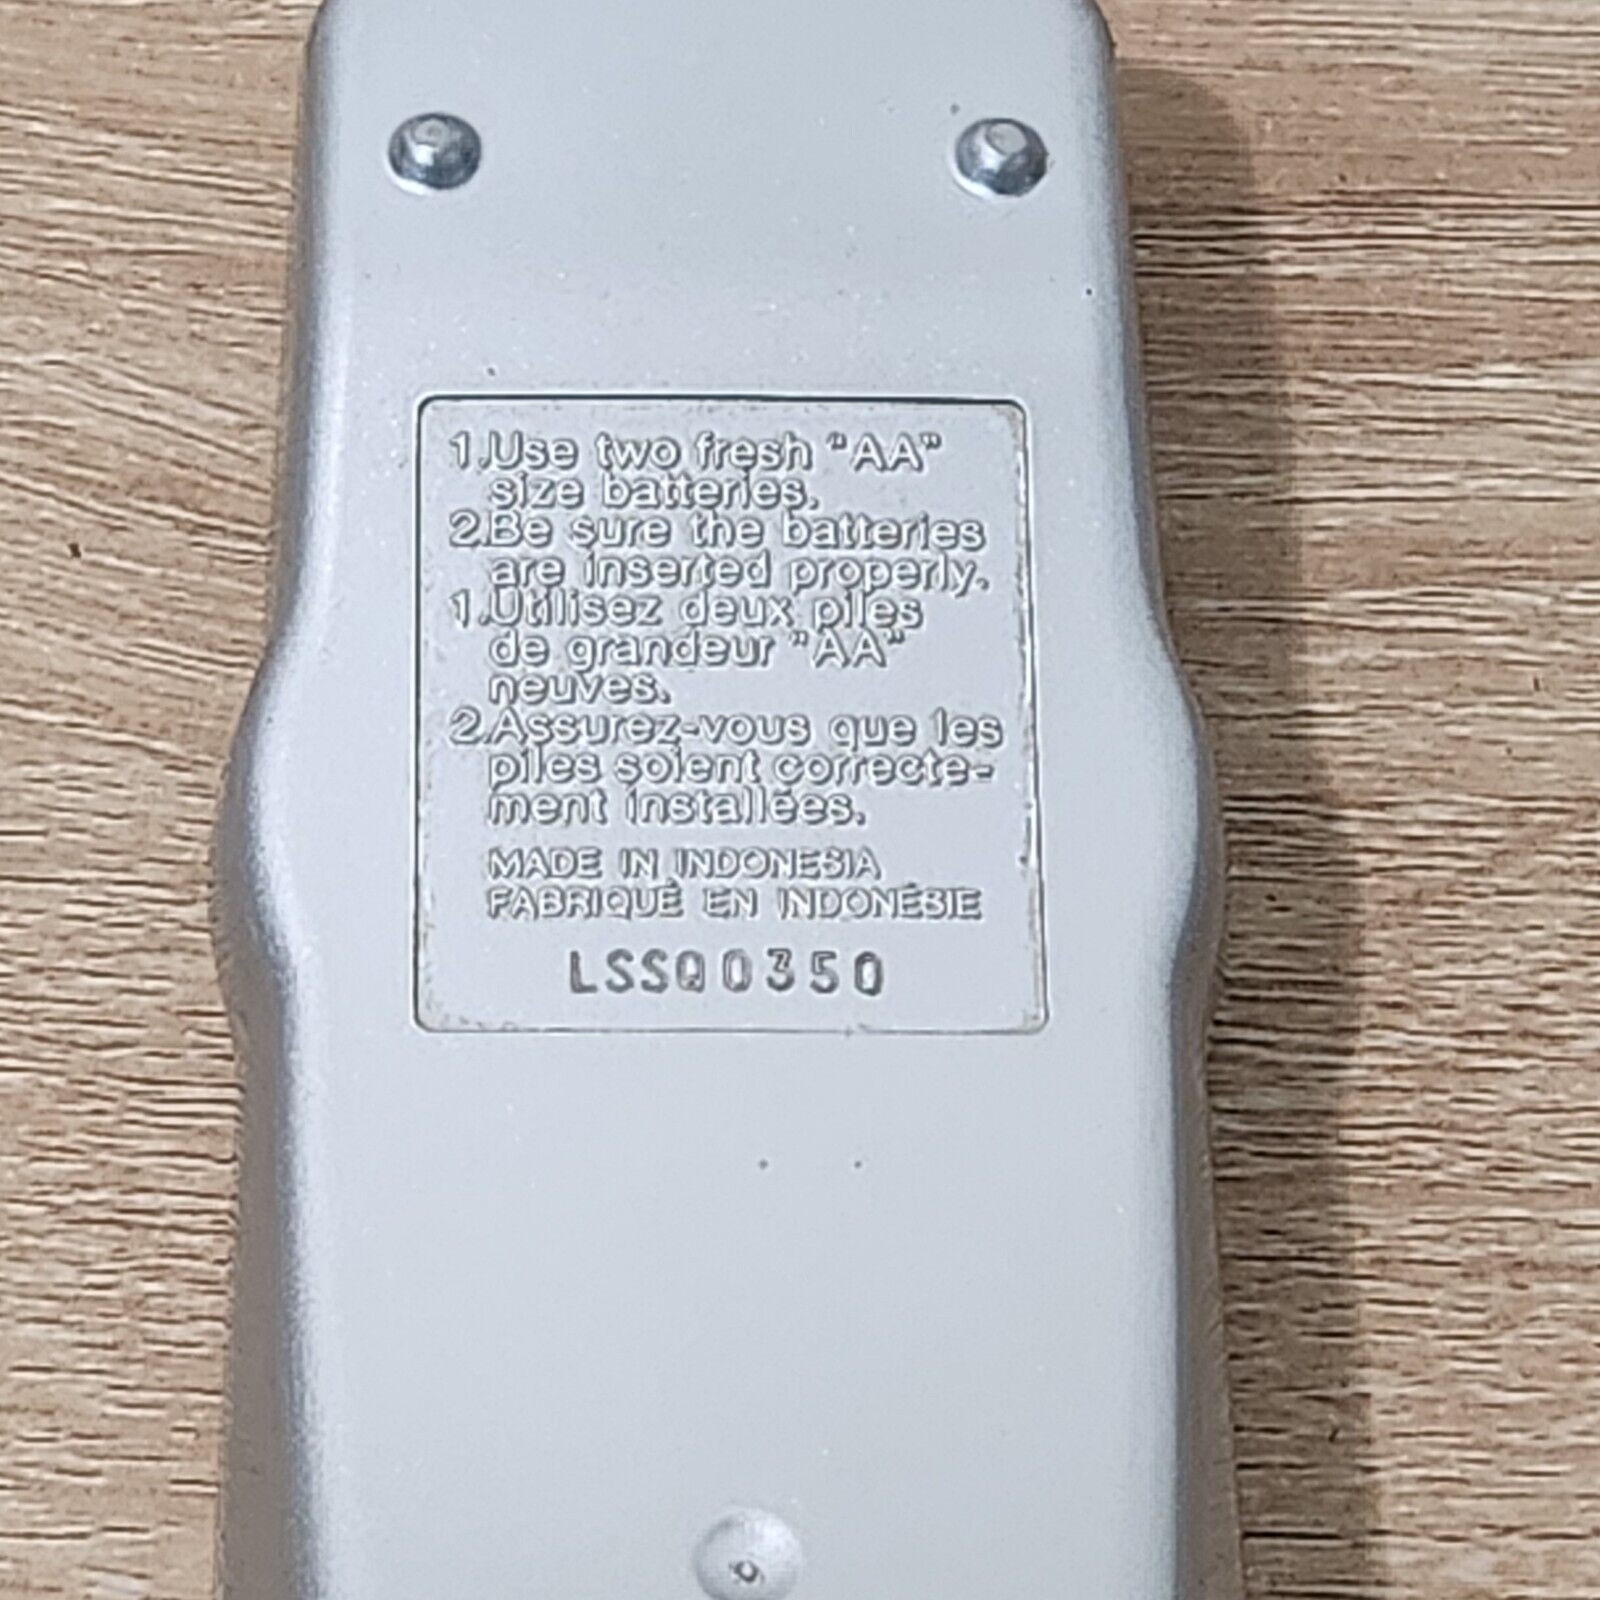 1.Use two fresh "AA"
size batteries.
2.Be sure the batteries
are inserted properly.
1.Utilisez deux piles
de grandeur "AA"
neuves.
2.Assurez-vous que les
piles soient correcte-
ment installées.
MADE IN INDONESIA
FABRIQUÉ EN INDONÉSIE
LSSQ0350